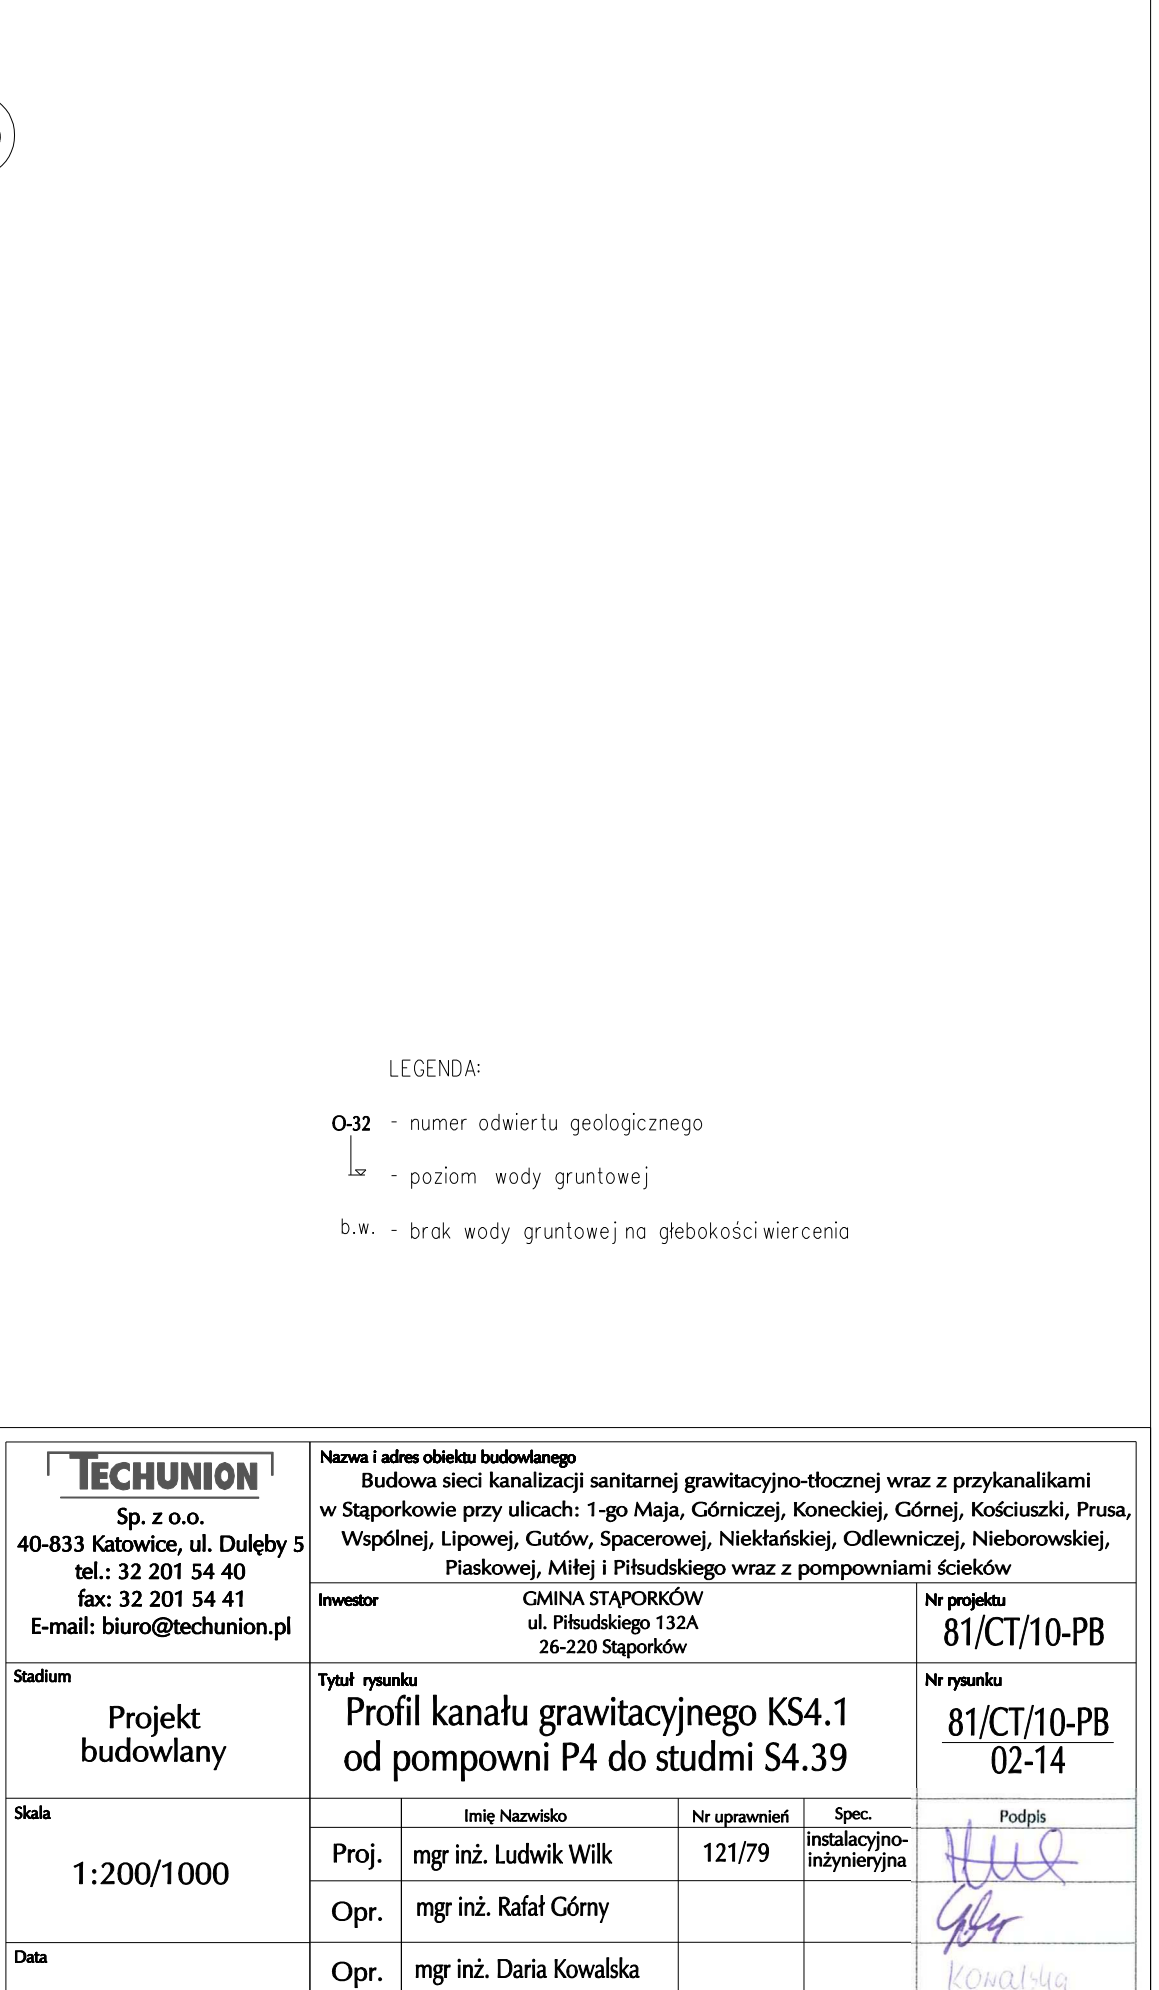 LEGENDA:
O-32 - numer odwiertu geologicznego
- poziom wody gruntowej
b.w. - brak wody gruntowej na głebokości wiercenia
TECHUNION
Sp. z o.o.
40-833 Katowice, ul. Dulęby 5
tel.: 32 201 54 40
fax: 32 201 54 41
E-mail: biuro@techunion.pl
Nazwa i adres obiektu budowlanego
Budowa sieci kanalizacji sanitarnej grawitacyjno-tłocznej wraz z przykanalikami
w Stąporkowie przy ulicach: 1-go Maja, Górniczej, Koneckiej, Górnej, Kościuszki, Prusa,
Wspólnej, Lipowej, Gutów, Spacerowej, Niekłańskiej, Odlewniczej, Nieborowskiej,
Piaskowej, Miłej i Piłsudskiego wraz z pompowniami ścieków
Inwestor
GMINA STĄPORKÓW
ul. Piłsudskiego 132A
26-220 Stąporków
Nr projektu
81/CT/10-PB
Stadium
Projekt
budowlany
Tytuł rysunku
Profil kanału grawitacyjnego KS4.1
od pompowni P4 do studmi S4.39
Nr rysunku
81/CT/10-PB
02-14
Skala
1:200/1000
Imię Nazwisko Nr uprawnień Spec. Podpis
Proj. mgr inż. Ludwik Wilk 121/79 instalacyjno-
inżynieryjna
Opr. mgr inż. Rafał Górny
Data
Opr. mgr inż. Daria Kowalska Kowalska